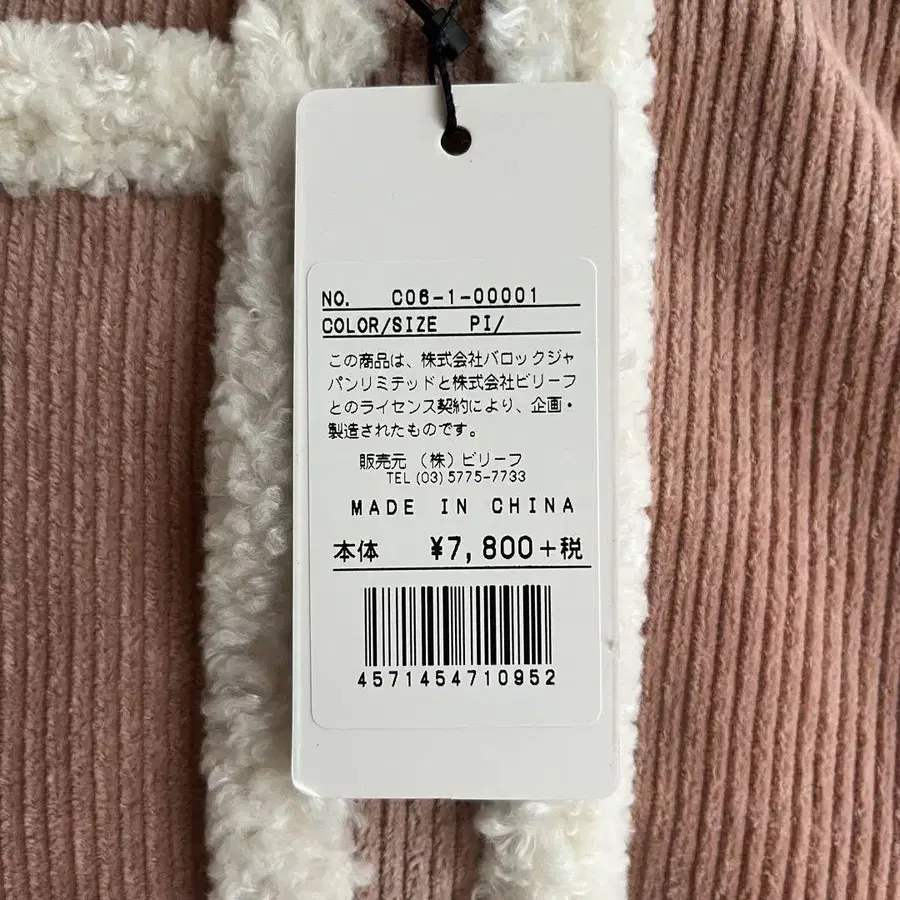 NO. C06-1-00001
COLOR/SIZE PI/
この商品は、株式会社バロックジャ
パンリミテッドと株式会社ビリーフ
とのライセンス契約により、企画・
製造されたものです。
販売元 (株) ビリーフ
TEL (03) 5775-7733
MADE IN CHINA
本体 ¥7,800+税
4571454710952